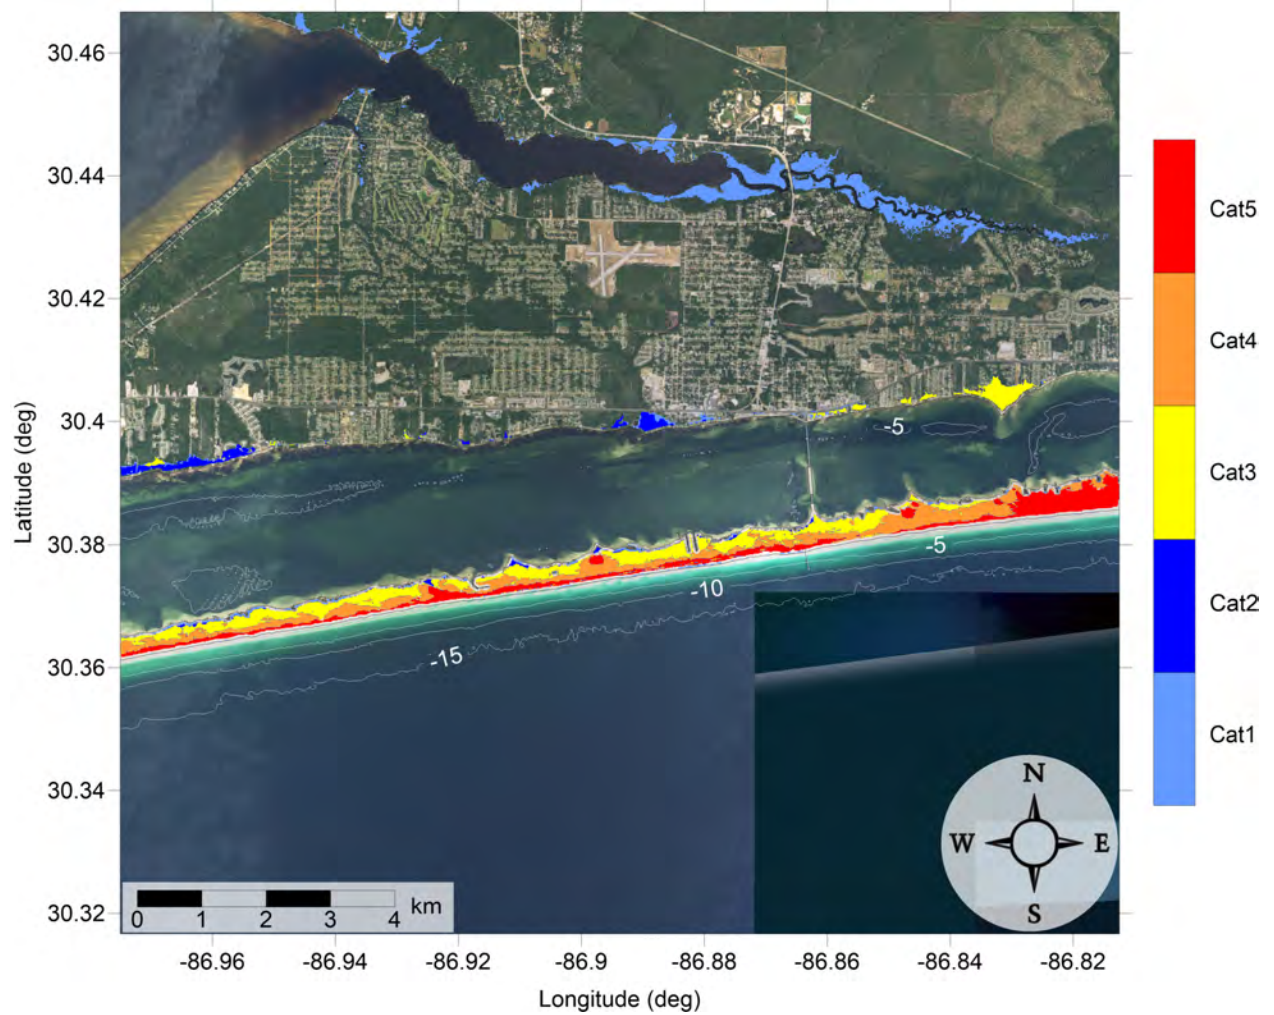 30.46
30.44
30.42
30.4
30.38
30.36
30.34
30.32
Latitude (deg)
-5
-5
-10
-15
N
W
E
S
0 1 2 3 4 km
-86.96 -86.94 -86.92 -86.9 -86.88 -86.86 -86.84 -86.82
Longitude (deg)
Cat5
Cat4
Cat3
Cat2
Cat1